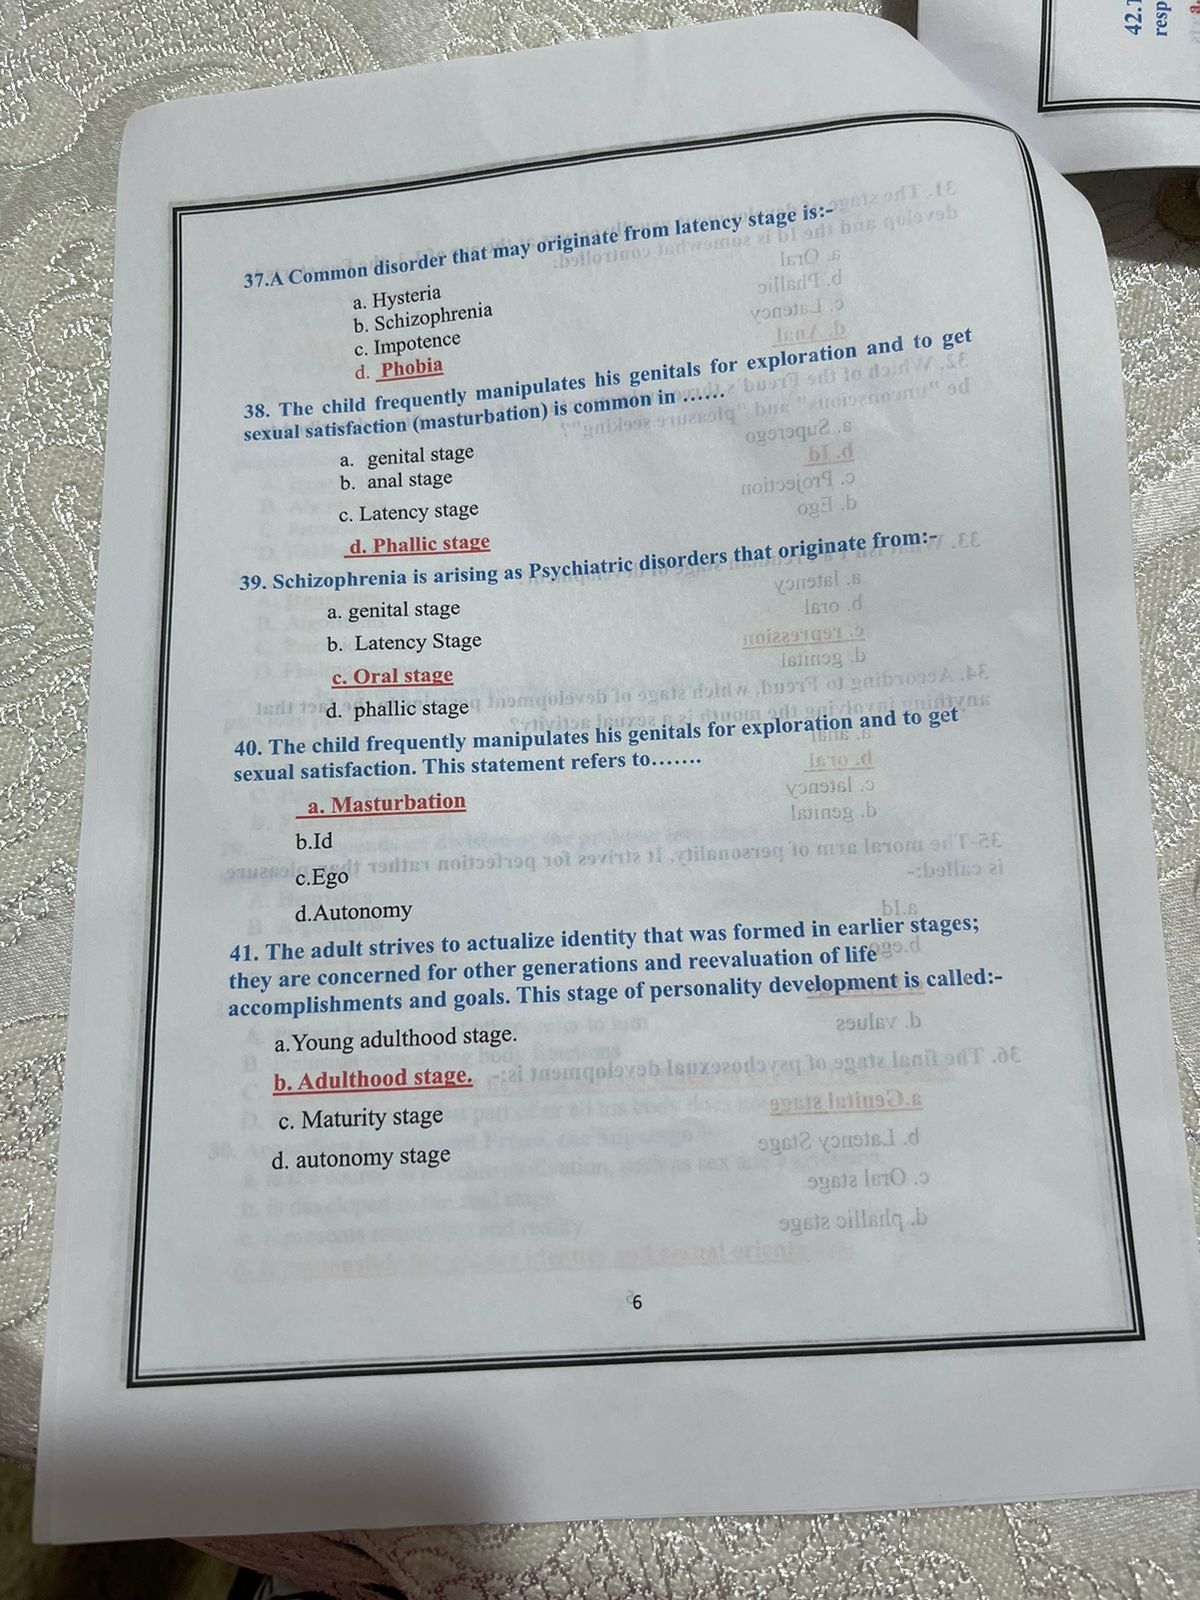 37.A Common disorder that may originate from latency stage is:-
a. Hysteria
b. Schizophrenia
c. Impotence
d. Phobia
38. The child frequently manipulates his genitals for exploration and to get
sexual satisfaction (masturbation) is common in ……
a. genital stage
b. anal stage
c. Latency stage
d. Phallic stage
39. Schizophrenia is arising as Psychiatric disorders that originate from:-
a. genital stage
b. Latency Stage
c. Oral stage
d. phallic stage
40. The child frequently manipulates his genitals for exploration and to get
sexual satisfaction. This statement refers to…….
a. Masturbation
b.Id
c.Ego
d.Autonomy
41. The adult strives to actualize identity that was formed in earlier stages;
they are concerned for other generations and reevaluation of life
accomplishments and goals. This stage of personality development is called:-
a.Young adulthood stage.
b. Adulthood stage.
c. Maturity stage
d. autonomy stage
6
42.
resp
a.